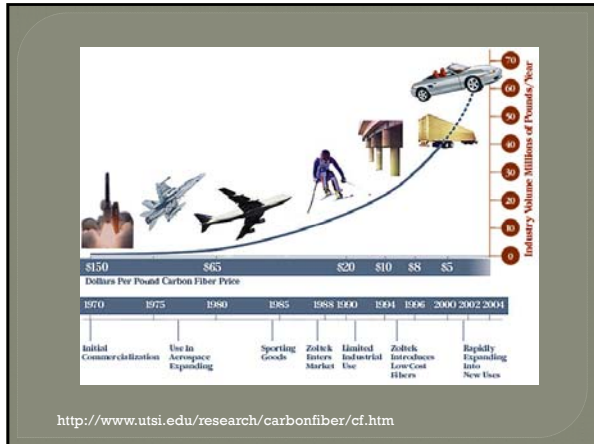 70
60
50
40
30
20
10
0
Industry Volume Millions of Pounds/Year
$150 $65 $20 $10 $8 $5
Dollars Per Pound Carbon Fiber Price
1970 1975 1980 1985 1988 1990 1994 1996 2000 2002 2004
Initial Use In Sporting Zoltek Limited Zoltek Rapidly
Commercialization Aerospace Goods Enters Industrial Introduces Expanding
Expanding Market Use Low Cost Into
Fibers New Uses
http://www.utsi.edu/research/carbonfiber/cf.htm